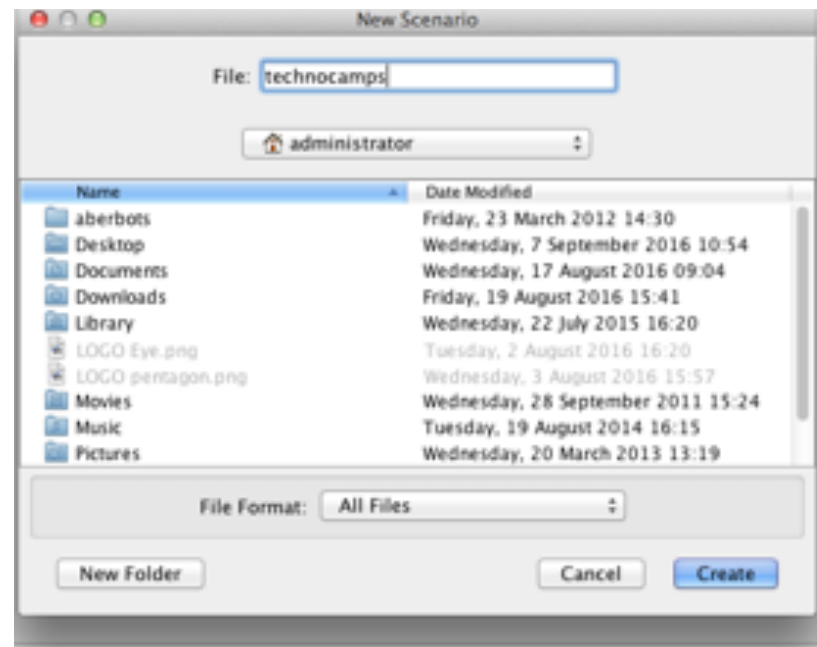 New Scenario
File: technocamps
administrator
Name Date Modified
aberbots Friday, 23 March 2012 14:30
Desktop Wednesday, 7 September 2016 10:54
Documents Wednesday, 17 August 2016 09:04
Downloads Friday, 19 August 2016 15:41
Library Wednesday, 22 July 2015 16:20
LOGO Eye.png Tuesday, 2 August 2016 16:20
LOGO pentagon.png Wednesday, 3 August 2016 15:57
Movies Wednesday, 28 September 2011 15:24
Music Tuesday, 19 August 2014 16:15
Pictures Wednesday, 20 March 2013 13:19
File Format: All Files
New Folder Cancel Create